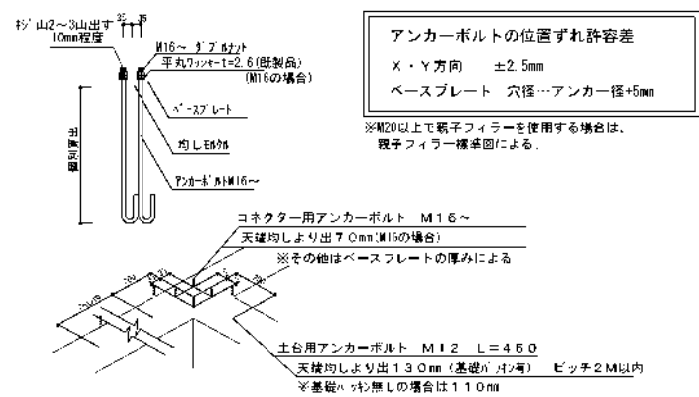 ﾈｼﾞ山2～3山出す
10mm程度
35 35
M16～ ﾀﾞﾌﾞﾙﾅｯﾄ
平丸ﾜｯｼｬｰt=2.6(既製品)
(M16の場合)
ﾍﾞｰｽﾌﾟﾚｰﾄ
均しﾓﾙﾀﾙ
ｱﾝｶｰﾎﾞﾙﾄM16～
アンカーボルトの位置ずれ許容差
X・Y方向 ±2.5mm
ベースプレート 穴径…アンカー径+5mm
※M20以上で親子フィラーを使用する場合は、
親子フィラー標準図による.
コネクター用アンカーボルト M16～
天端均しより出70mm(M16の場合)
※その他はベースプレートの厚みによる
土台用アンカーボルト M12 L=450
天端均しより出130mm (基礎ﾊﾟｯｷﾝ有) ピッチ2M以内
※基礎ﾊﾟｯｷﾝ無しの場合は110mm